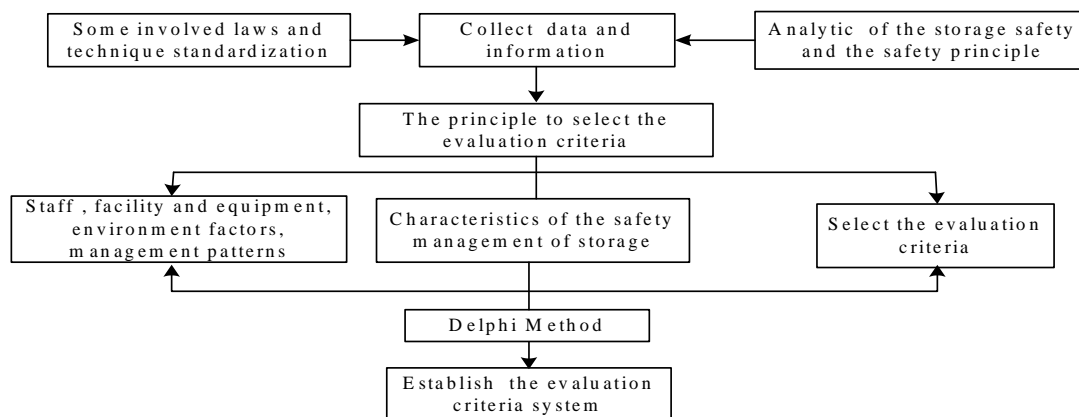 Some involved laws and
technique standardization
Collect data and
information
Analytic of the storage safety
and the safety principle
The principle to select the
evaluation criteria
Staff , facility and equipment,
environment factors,
management patterns
Characteristics of the safety
management of storage
Select the evaluation
criteria
Delphi Method
Establish the evaluation
criteria system